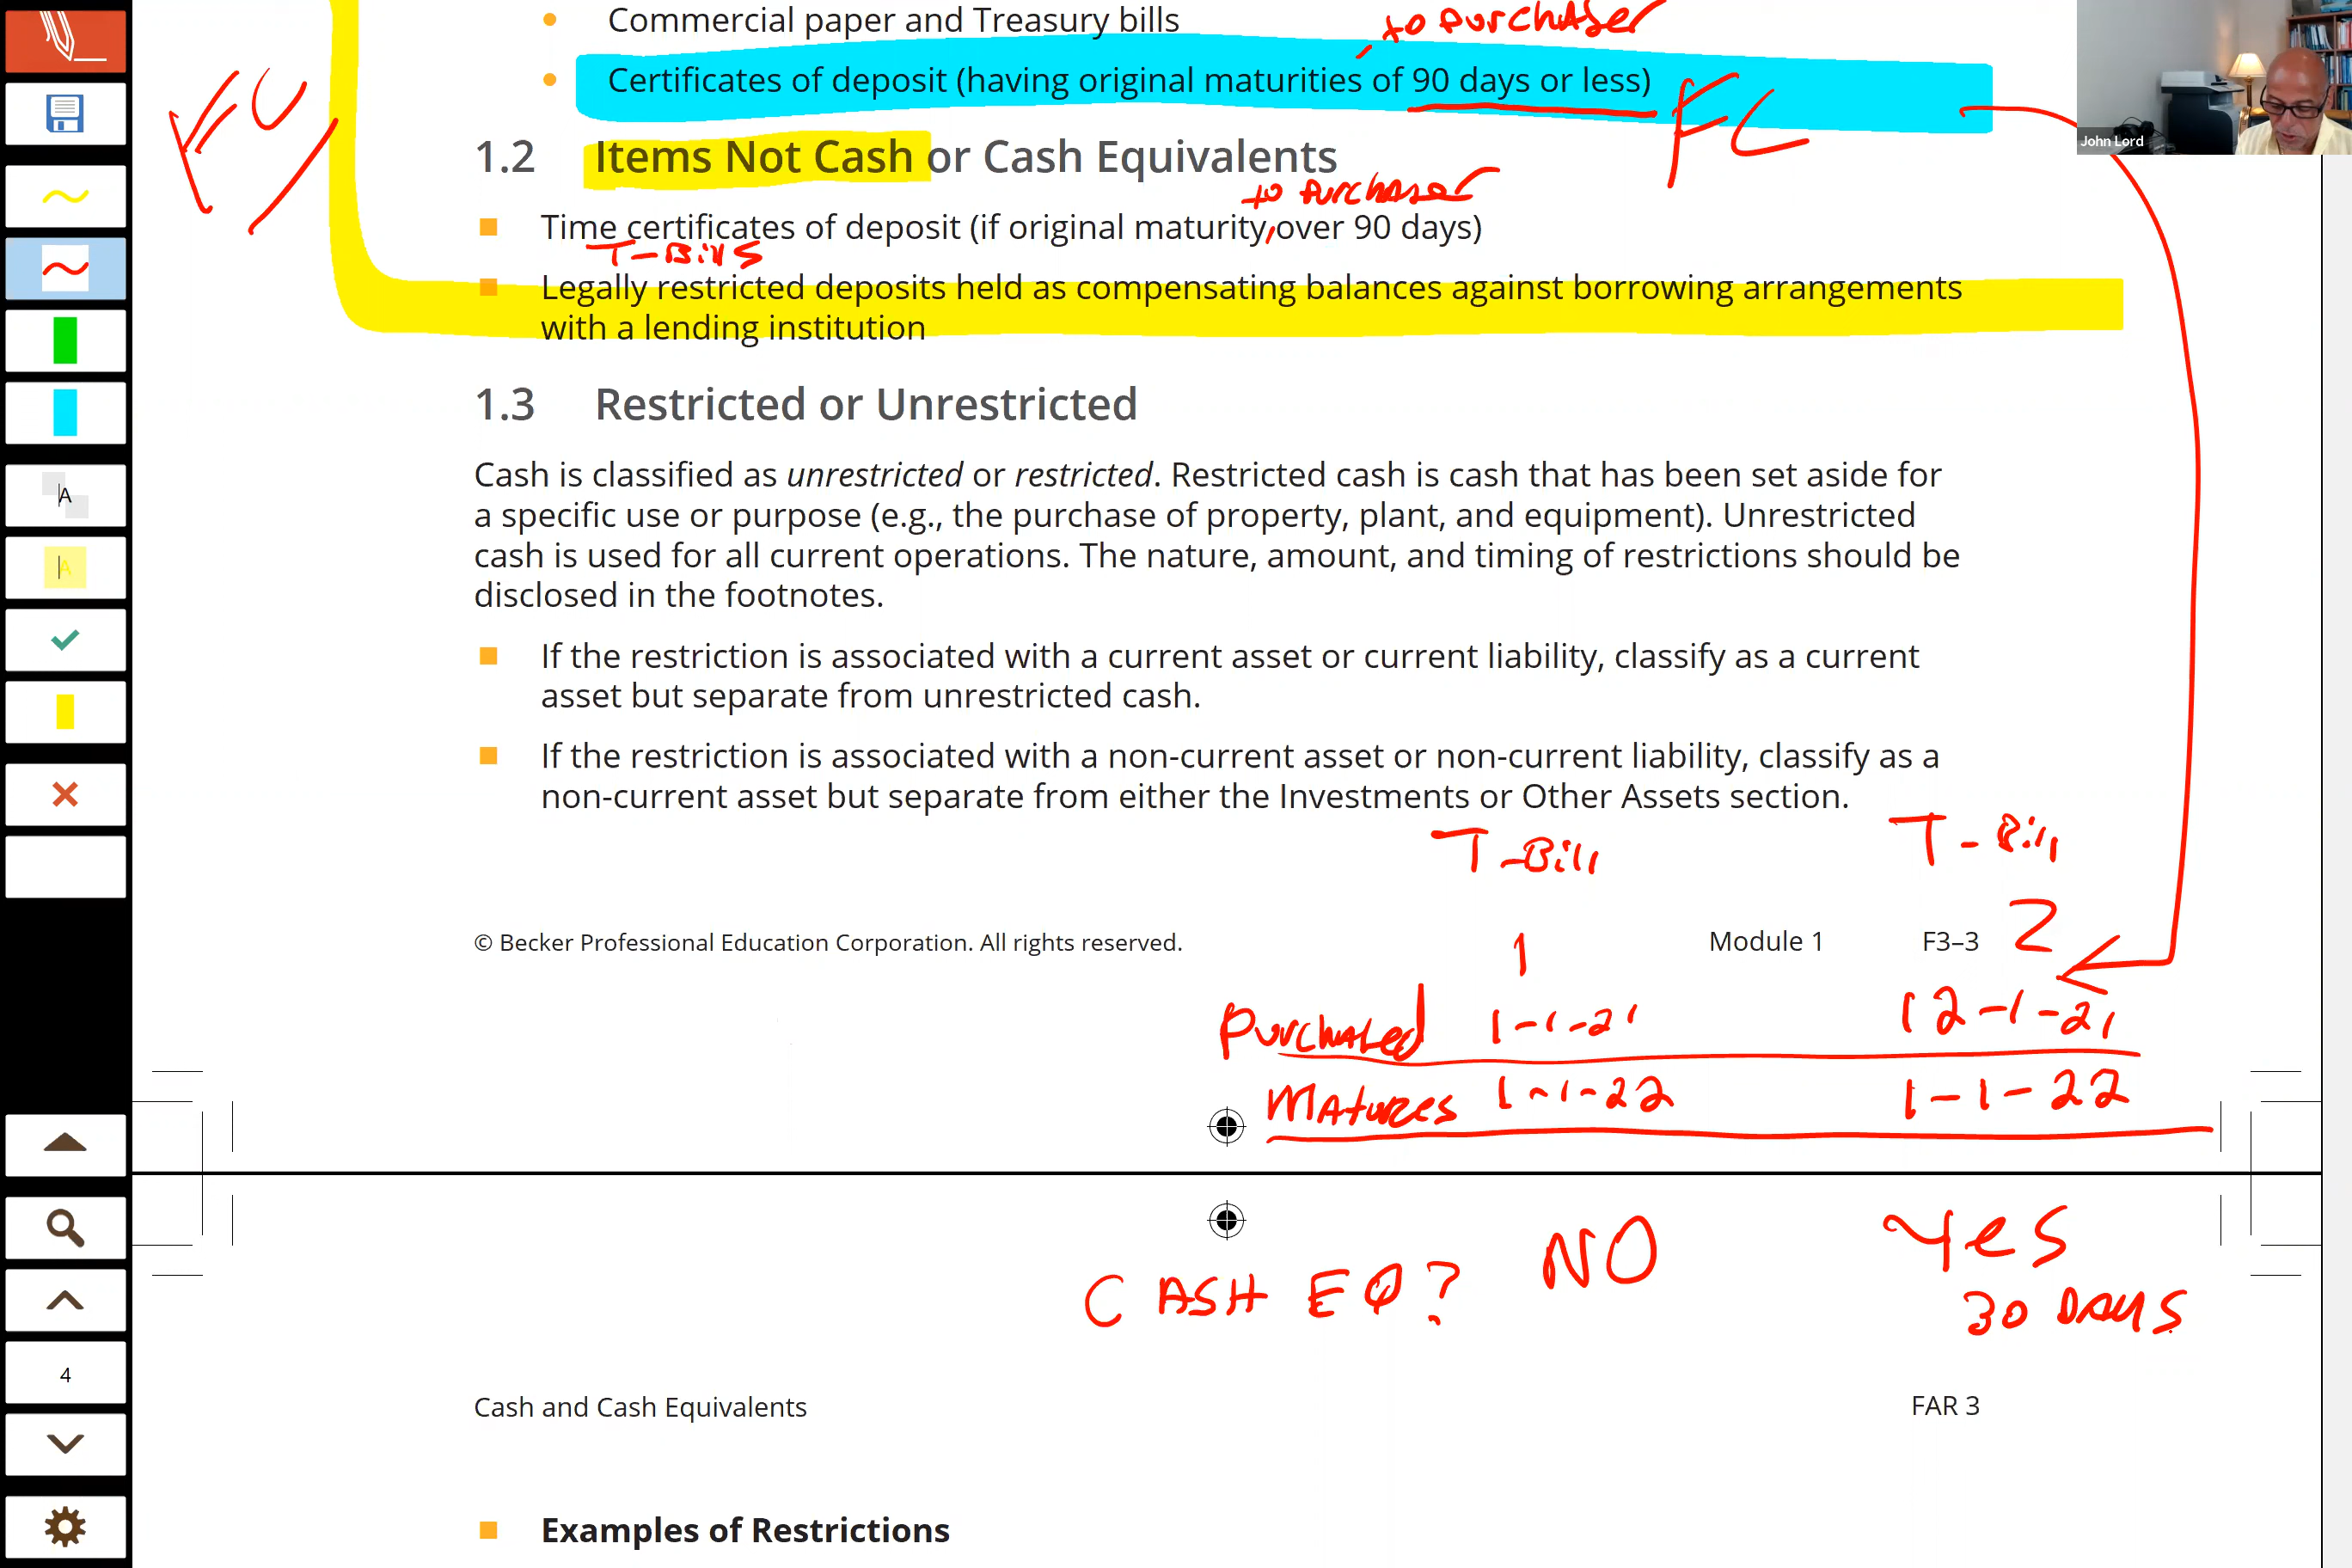 to Purchaser
Commercial paper and Treasury bills
Certificates of deposit (having original maturities of 90 days or less)
FC
John Lord
1.2 Items Not Cash or Cash Equivalents
to Purchaser
Time certificates of deposit (if original maturity, over 90 days)
T-Bills
Legally restricted deposits held as compensating balances against borrowing arrangements
with a lending institution
1.3 Restricted or Unrestricted
Cash is classified as unrestricted or restricted. Restricted cash is cash that has been set aside for
a specific use or purpose (e.g., the purchase of property, plant, and equipment). Unrestricted
cash is used for all current operations. The nature, amount, and timing of restrictions should be
disclosed in the footnotes.
If the restriction is associated with a current asset or current liability, classify as a current
asset but separate from unrestricted cash.
If the restriction is associated with a non-current asset or non-current liability, classify as a
non-current asset but separate from either the Investments or Other Assets section.
T-Bill T-Bill
1 2
© Becker Professional Education Corporation. All rights reserved. Module 1 F3–3
Purchased 1-1-21 12-1-21
Matures 1-1-22 1-1-22
CASH EQ? NO Yes
30 DAYS
4
Cash and Cash Equivalents FAR 3
Examples of Restrictions